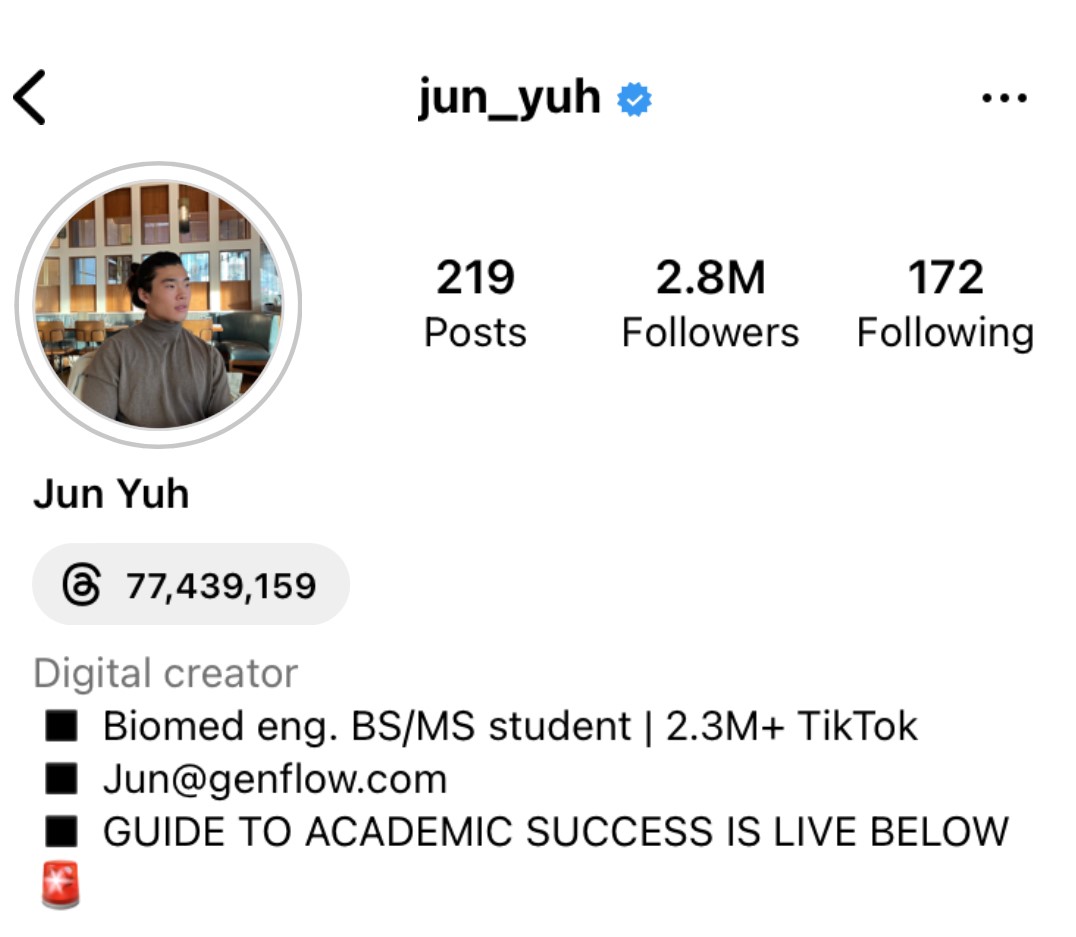 jun_yuh
219 2.8M 172
Posts Followers Following
Jun Yuh
77,439,159
Digital creator
Biomed eng. BS/MS student | 2.3M+ TikTok
Jun@genflow.com
GUIDE TO ACADEMIC SUCCESS IS LIVE BELOW